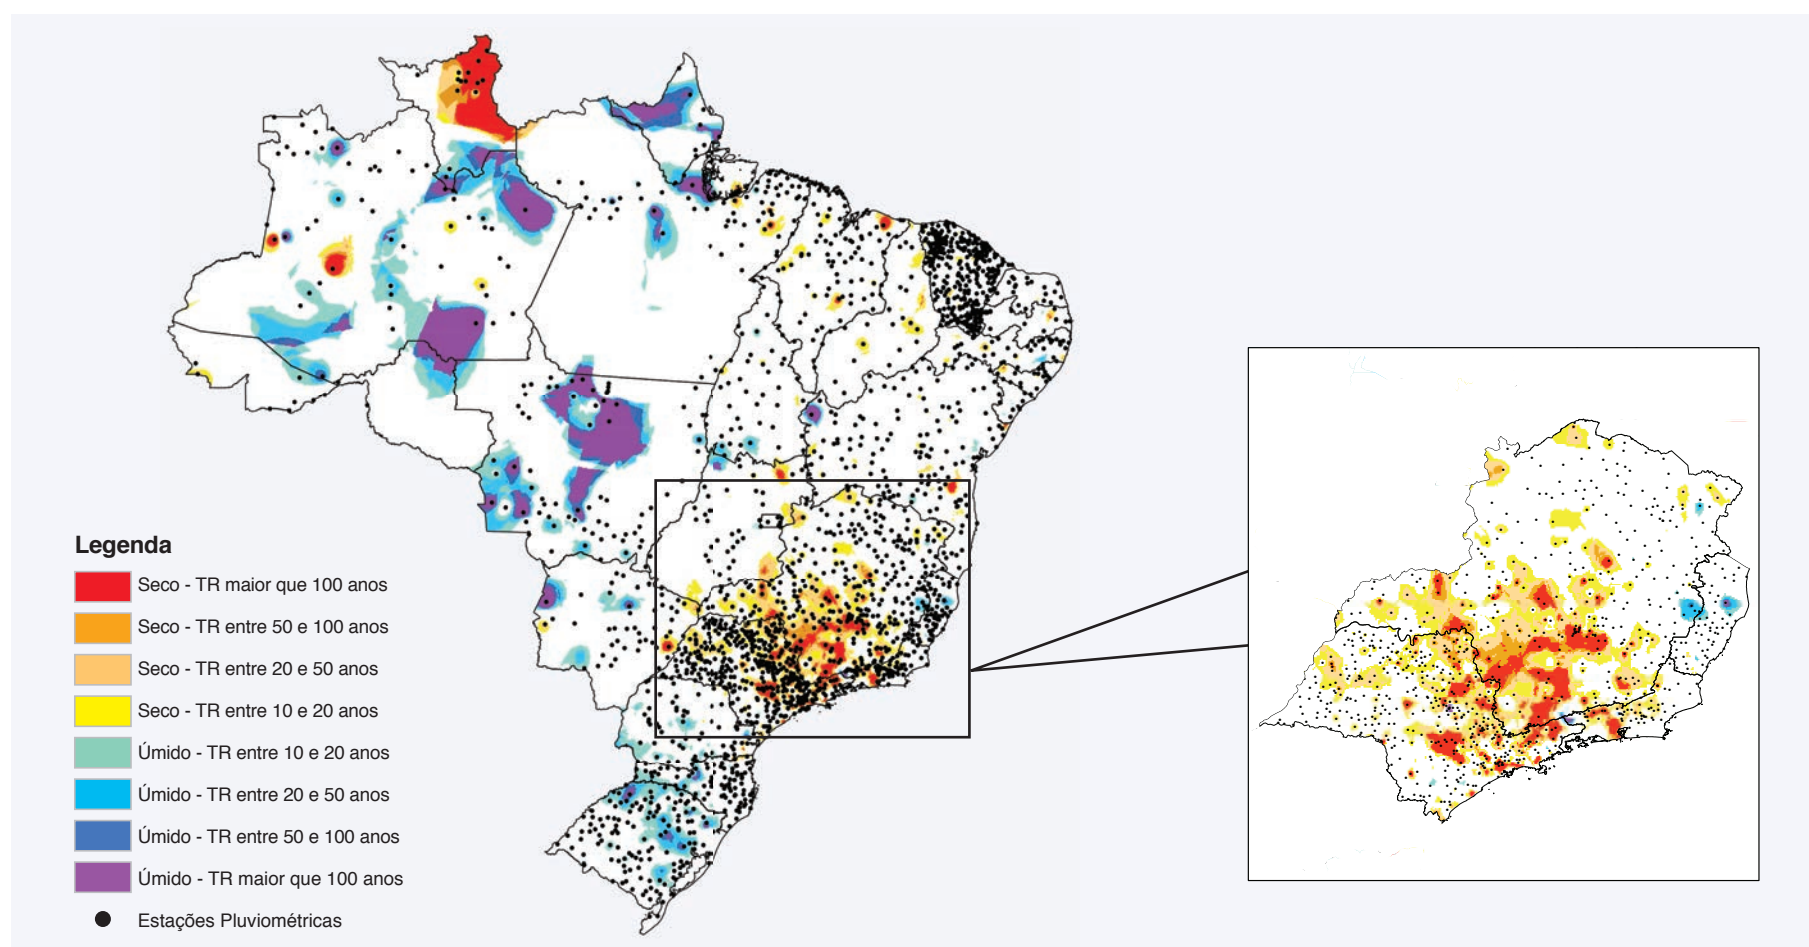 Legenda
Seco - TR maior que 100 anos
Seco - TR entre 50 e 100 anos
Seco - TR entre 20 e 50 anos
Seco - TR entre 10 e 20 anos
Úmido - TR entre 10 e 20 anos
Úmido - TR entre 20 e 50 anos
Úmido - TR entre 50 e 100 anos
Úmido - TR maior que 100 anos
Estações Pluviométricas